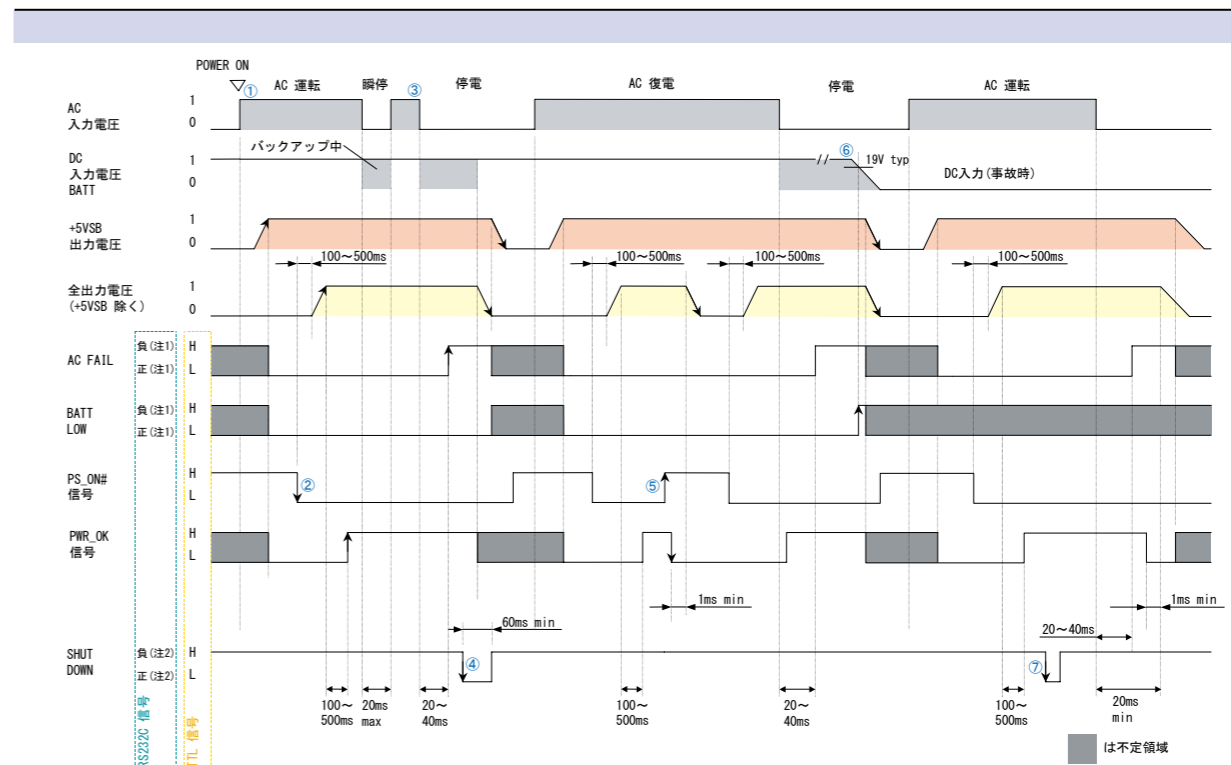 POWER ON
① AC 運転 瞬停 ③ 停電 AC 復電 停電 AC 運転
AC
入力電圧
1
0
バックアップ中
DC
入力電圧
BATT
1
0
⑥ 19V typ
DC入力(事故時)
+5VSB
出力電圧
1
0
100~500ms 100~500ms 100~500ms 100~500ms
全出力電圧
(+5VSB 除く)
1
0
AC FAIL
負(注1) H
正(注1) L
BATT
LOW
負(注1) H
正(注1) L
PS_ON#
信号
H
L
② ⑤
PWR_OK
信号
H
L
1ms min 1ms min
60ms min
20~40ms
SHUT
DOWN
負(注2) H
正(注2) L
④ ⑦
100~
500ms
20ms
max
20~
40ms
100~
500ms
20~
40ms
100~
500ms
20ms
min
RS232C 信号
TTL 信号
は不定領域